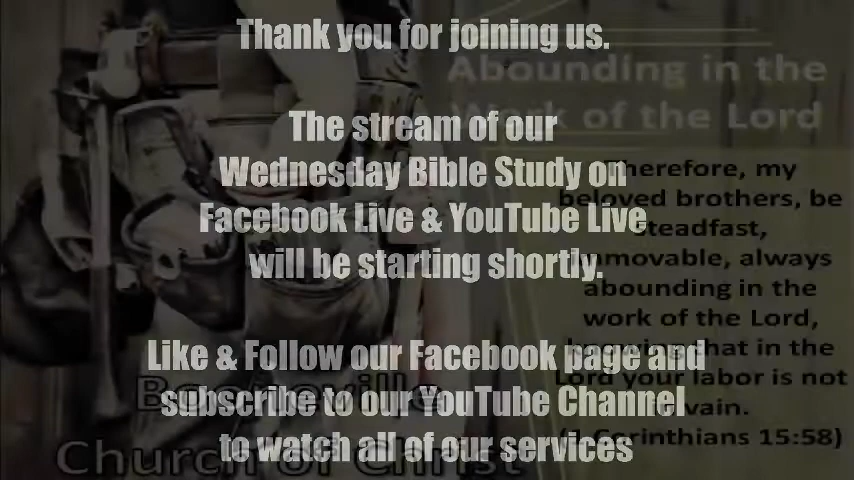 Thank you for joining us.
The stream of our
Wednesday Bible Study on
Facebook Live & YouTube Live
will be starting shortly.
Like & Follow our Facebook page and
subscribe to our YouTube Channel
to watch all of our services
Abounding in the
Work of the Lord
Therefore, my
beloved brothers, be
steadfast,
immovable, always
abounding in the
work of the Lord,
knowing that in the
Lord your labor is not
in vain.
(1 Corinthians 15:58)
Booneville
Church of Christ